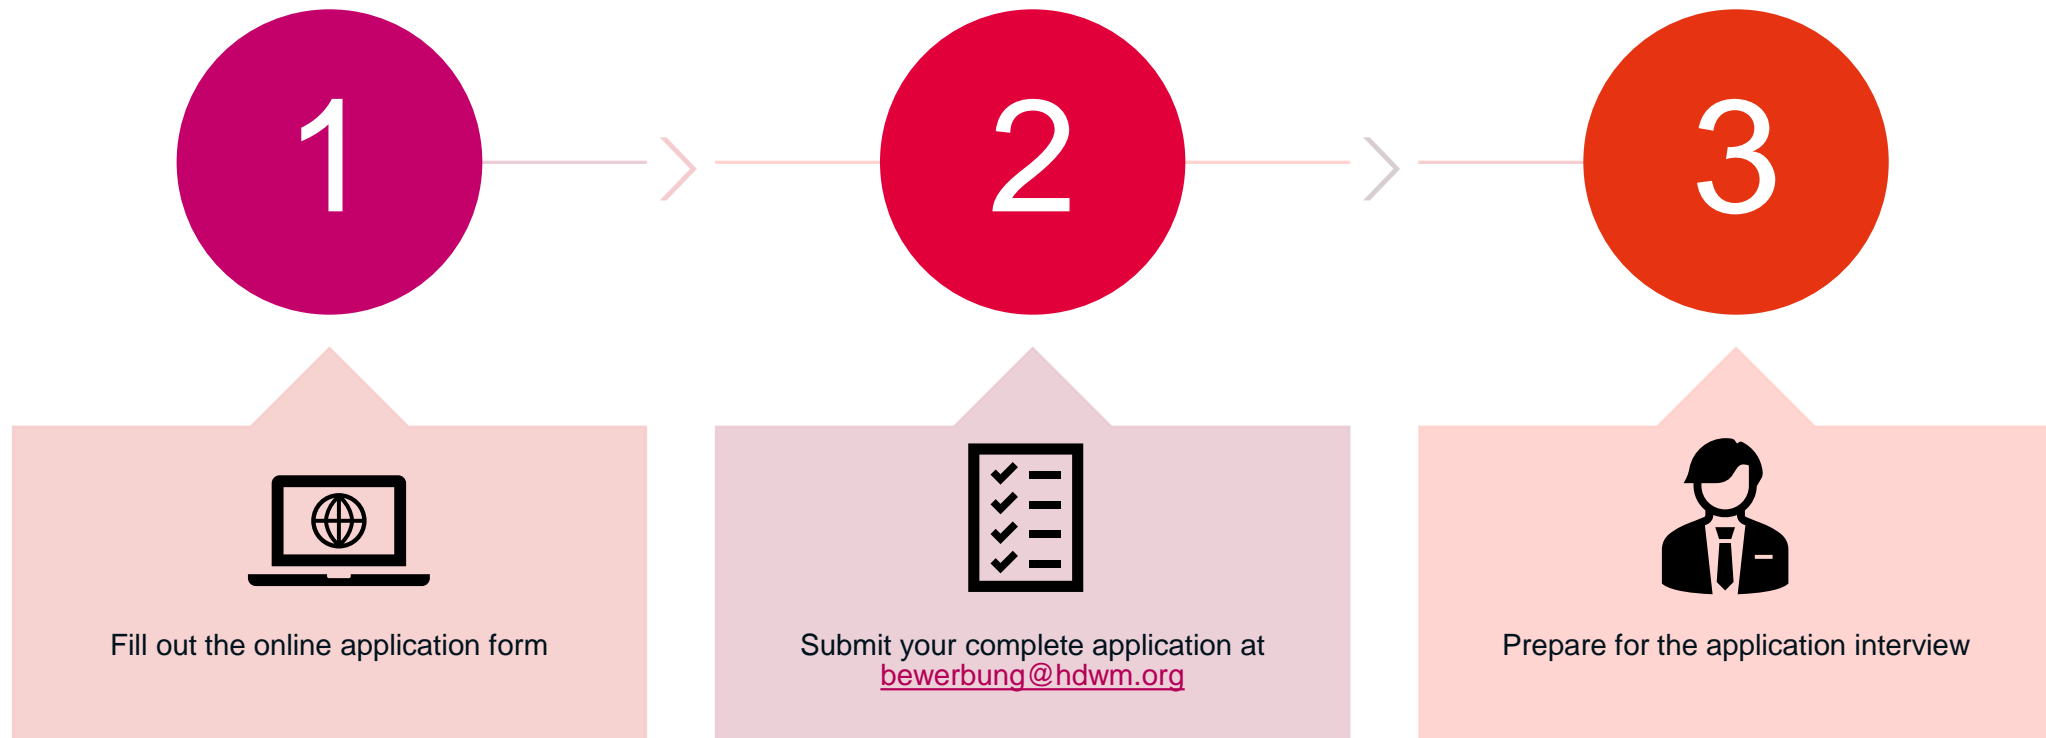 1
2
3
Fill out the online application form
Submit your complete application at
bewerbung@hdwm.org
Prepare for the application interview